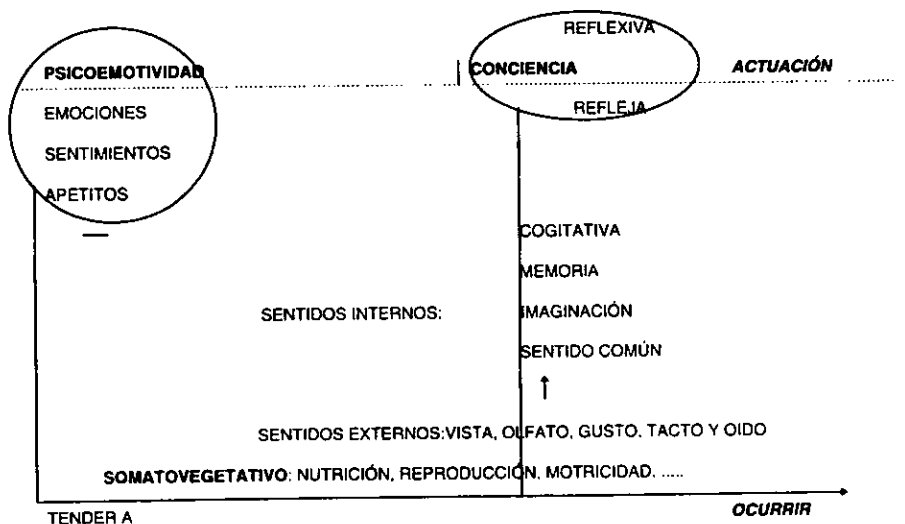 REFLEXIVA
PSICOEMOTIVIDAD CONCIENCIA ACTUACIÓN
EMOCIONES REFLEJA
SENTIMIENTOS
APETITOS
COGITATIVA
MEMORIA
SENTIDOS INTERNOS: IMAGINACIÓN
SENTIDO COMÚN
SENTIDOS EXTERNOS:VISTA, OLFATO, GUSTO, TACTO Y OIDO
SOMATOVEGETATIVO: NUTRICIÓN, REPRODUCCIÓN, MOTRICIDAD. .....
TENDER A OCURRIR